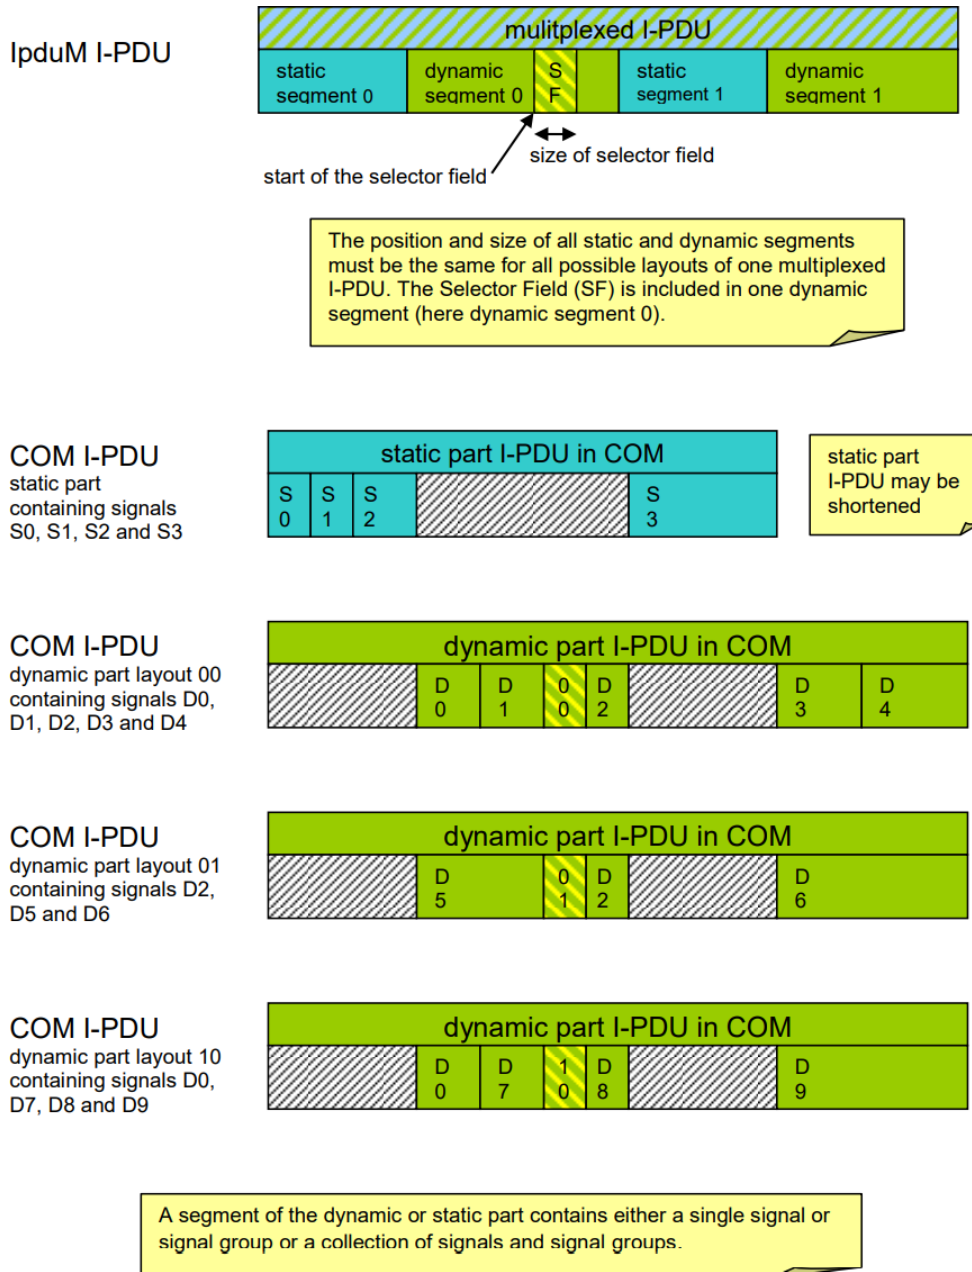 IpduM I-PDU
mulitplexed I-PDU
static
segment 0
dynamic
segment 0
S
F
static
segment 1
dynamic
segment 1
size of selector field
start of the selector field
The position and size of all static and dynamic segments
must be the same for all possible layouts of one multiplexed
I-PDU. The Selector Field (SF) is included in one dynamic
segment (here dynamic segment 0).
COM I-PDU
static part
containing signals
S0, S1, S2 and S3
static part I-PDU in COM
S
0
S
1
S
2
S
3
static part
I-PDU may be
shortened
COM I-PDU
dynamic part layout 00
containing signals D0,
D1, D2, D3 and D4
dynamic part I-PDU in COM
D
0
D
1
0
0
D
2
D
3
D
4
COM I-PDU
dynamic part layout 01
containing signals D2,
D5 and D6
dynamic part I-PDU in COM
D
5
0
1
D
2
D
6
COM I-PDU
dynamic part layout 10
containing signals D0,
D7, D8 and D9
dynamic part I-PDU in COM
D
0
D
7
1
0
D
8
D
9
A segment of the dynamic or static part contains either a single signal or
signal group or a collection of signals and signal groups.